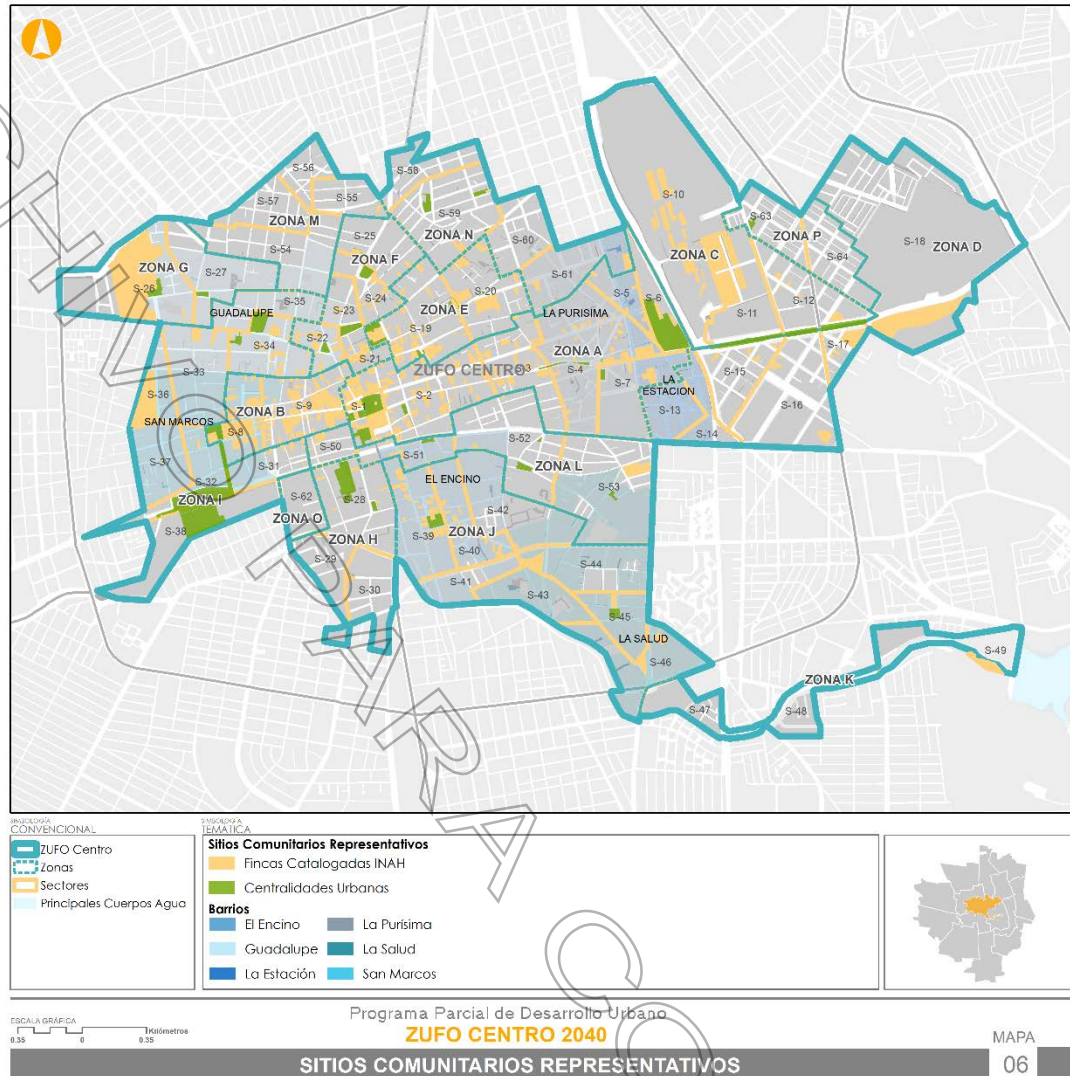 S-56
S-58
S-57
S-55
S-10
ZONA M
S-59
S-63
ZONA N
S-25
ZONA P
S-54
S-60
S-18
ZONA D
ZONA C
S-64
ZONA G
S-27
ZONA F
S-61
S-26
S-20
S-5
S-6
S-24
S-12
S-35
ZONA E
GUADALUPE
S-23
LA PURISIMA
S-11
S-19
S-34
S-22
S-17
S-21
ZONA A
S-33
ZUFO CENTRO
S-3
S-4
S-15
S-7
LA
ESTACION
S-36
S-2
S-9
S-1
S-16
ZONA B
S-13
SAN MARCOS
S-8
S-14
S-50
S-52
S-51
S-37
S-31
ZONA L
EL ENCINO
S-32
S-53
S-62
S-28
ZONA I
S-42
ZONA O
S-38
S-39
ZONA J
ZONA H
S-40
S-29
S-44
S-41
S-30
S-43
S-45
LA SALUD
S-49
S-46
ZONA K
S-47
S-48
SIMBOLOGÍA
CONVENCIONAL
ZUFO Centro
Zonas
Sectores
Principales Cuerpos Agua
SIMBOLOGÍA
TEMÁTICA
Sitios Comunitarios Representativos
Fincas Catalogadas INAH
Centralidades Urbanas
Barrios
El Encino
La Purísima
Guadalupe
La Salud
La Estación
San Marcos
ESCALA GRÁFICA
0.35 0 0.35 Kilómetros
Programa Parcial de Desarrollo Urbano
ZUFO CENTRO 2040
MAPA
SITIOS COMUNITARIOS REPRESENTATIVOS
06